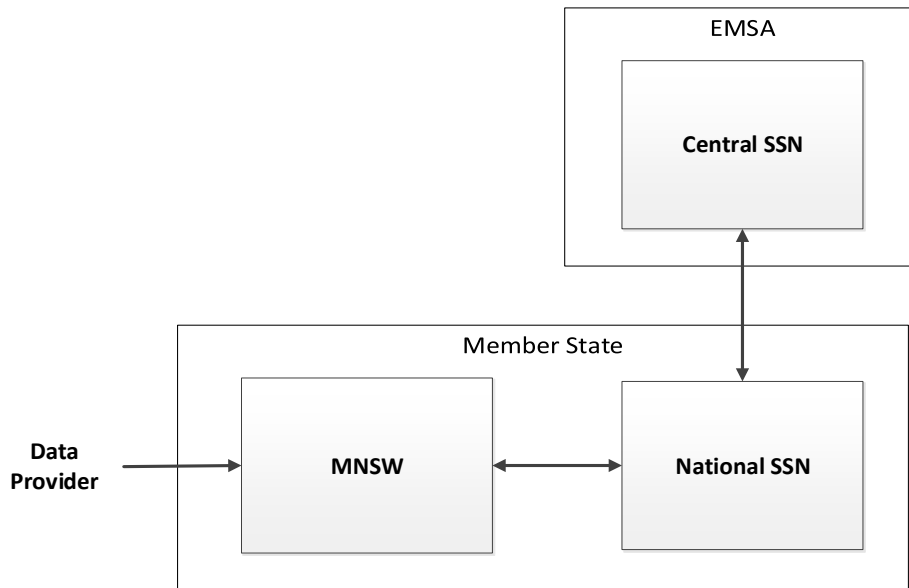 EMSA
Central SSN
Member State
Data
Provider
MNSW
National SSN